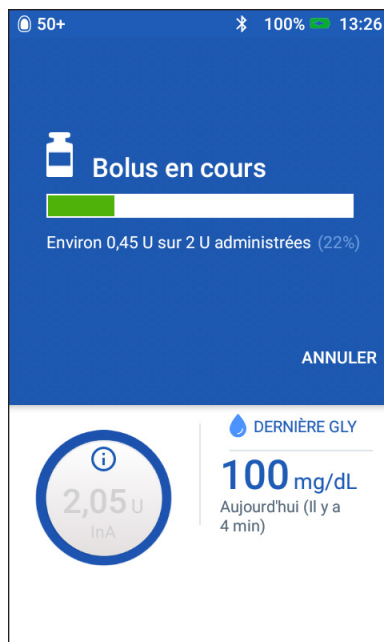 50+
100%
13:26
Bolus en cours
Environ 0,45 U sur 2 U administrées (22%)
ANNULER
2,05 U
InA
DERNIÈRE GLY
100 mg/dL
Aujourd'hui (Il y a
4 min)